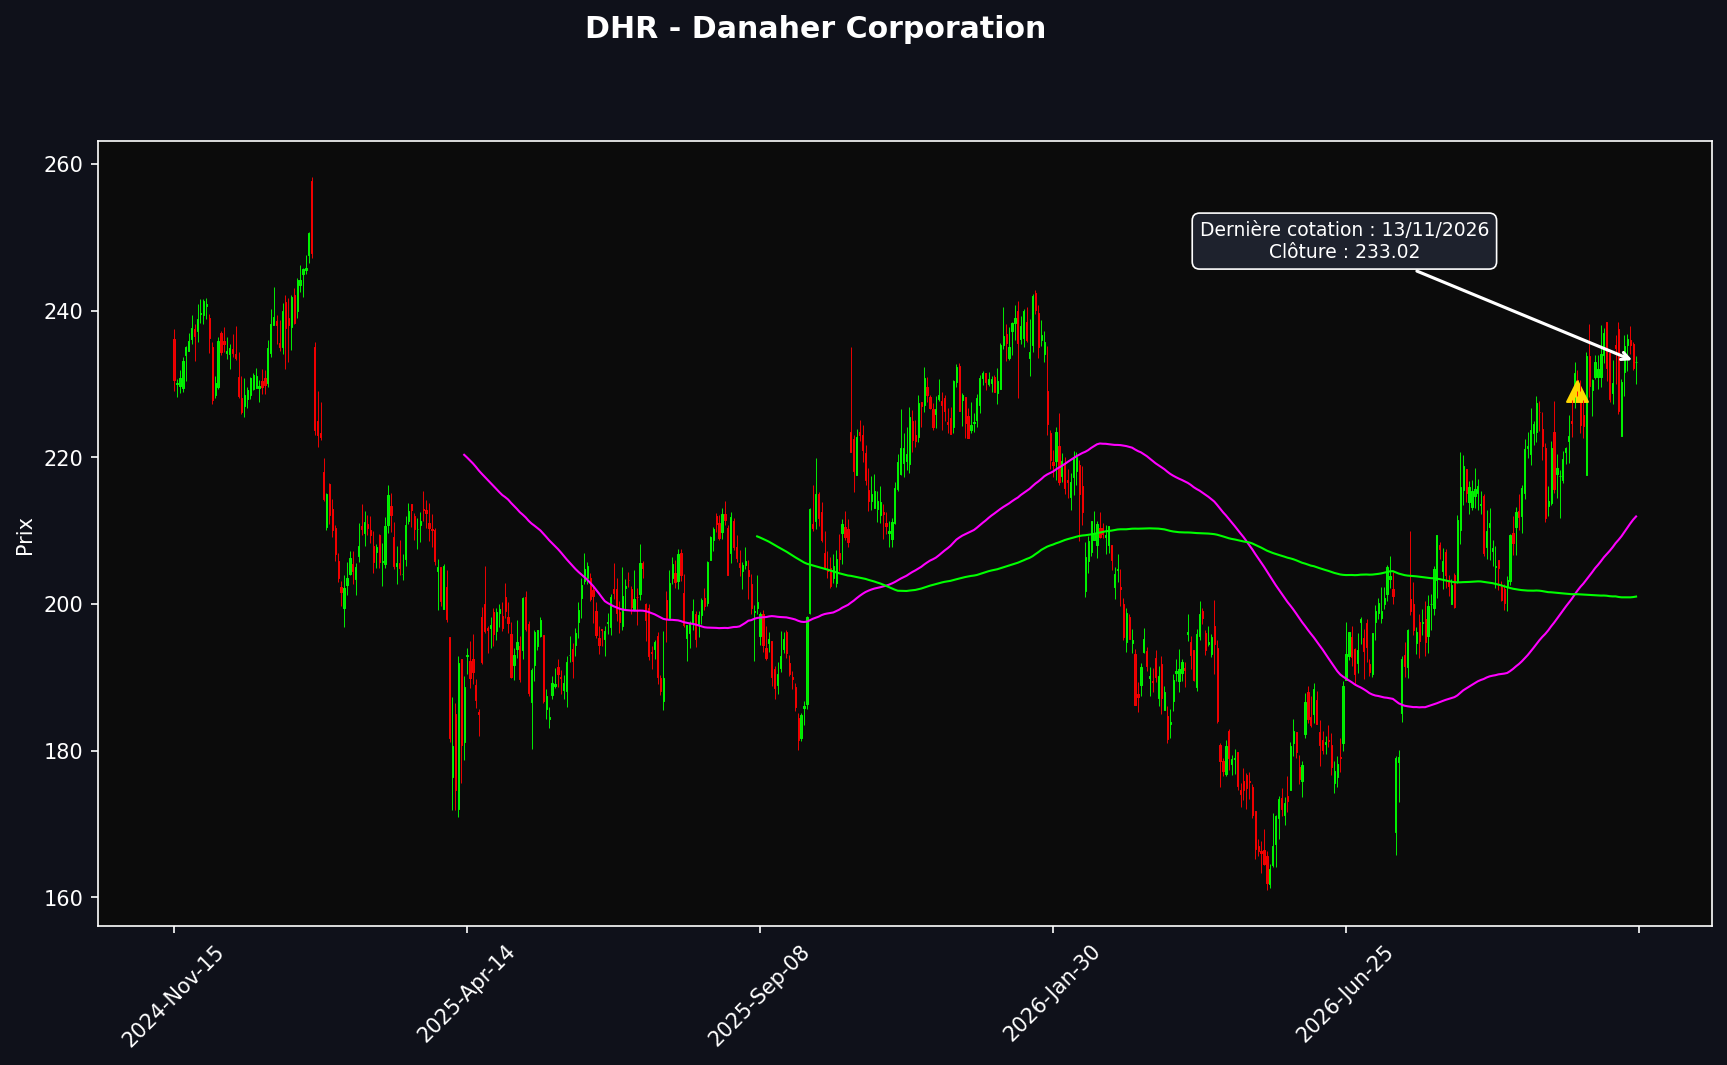 DHR - Danaher Corporation
260
240
220
200
180
160
Prix
Dernière cotation : 13/11/2026
Clôture : 233.02
2024-Nov-15
2025-Apr-14
2025-Sep-08
2026-Jan-30
2026-Jun-25